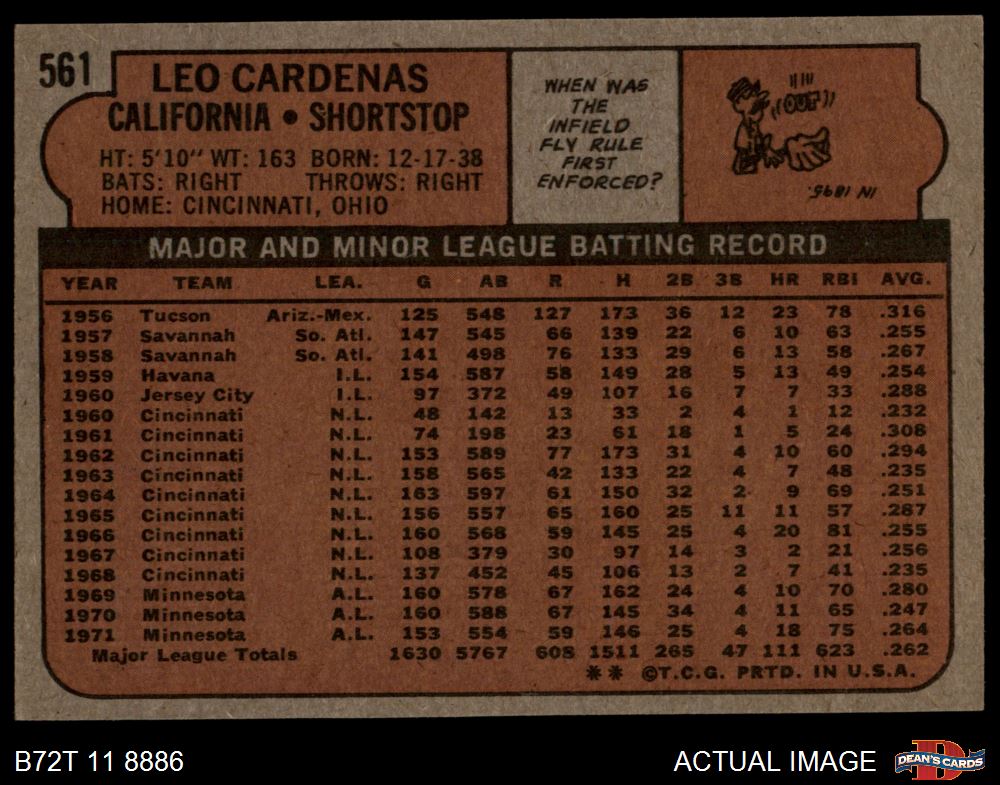 561
LEO CARDENAS
CALIFORNIA • SHORTSTOP
HT: 5'10" WT: 163 BORN: 12-17-38
BATS: RIGHT THROWS: RIGHT
HOME: CINCINNATI, OHIO
WHEN WAS
THE
INFIELD
FLY RULE
FIRST
ENFORCED?
OUT
IN 1895.
MAJOR AND MINOR LEAGUE BATTING RECORD
YEAR TEAM LEA. G AB R H 2B 3B HR RBI AVG.
1956 Tucson Ariz.-Mex. 125 548 127 173 36 12 23 78 .316
1957 Savannah So. Atl. 147 545 66 139 22 6 10 63 .255
1958 Savannah So. Atl. 141 498 76 133 29 6 13 58 .267
1959 Havana I.L. 154 587 58 149 28 5 13 49 .254
1960 Jersey City I.L. 97 372 49 107 16 7 7 33 .288
1960 Cincinnati N.L. 48 142 13 33 2 4 1 12 .232
1961 Cincinnati N.L. 74 198 23 61 18 1 5 24 .308
1962 Cincinnati N.L. 153 589 77 173 31 4 10 60 .294
1963 Cincinnati N.L. 158 565 42 133 22 4 7 48 .235
1964 Cincinnati N.L. 163 597 61 150 32 2 9 69 .251
1965 Cincinnati N.L. 156 557 65 160 25 11 11 57 .287
1966 Cincinnati N.L. 160 568 59 145 25 4 20 81 .255
1967 Cincinnati N.L. 108 379 30 97 14 3 2 21 .256
1968 Cincinnati N.L. 137 452 45 106 13 2 7 41 .235
1969 Minnesota A.L. 160 578 67 162 24 4 10 70 .280
1970 Minnesota A.L. 160 588 67 145 34 4 11 65 .247
1971 Minnesota A.L. 153 554 59 146 25 4 18 75 .264
Major League Totals 1630 5767 608 1511 265 47 111 623 .262
** ©T.C.G. PRTD. IN U.S.A.
B72T 11 8886
ACTUAL IMAGE
D
DEAN'S CARDS